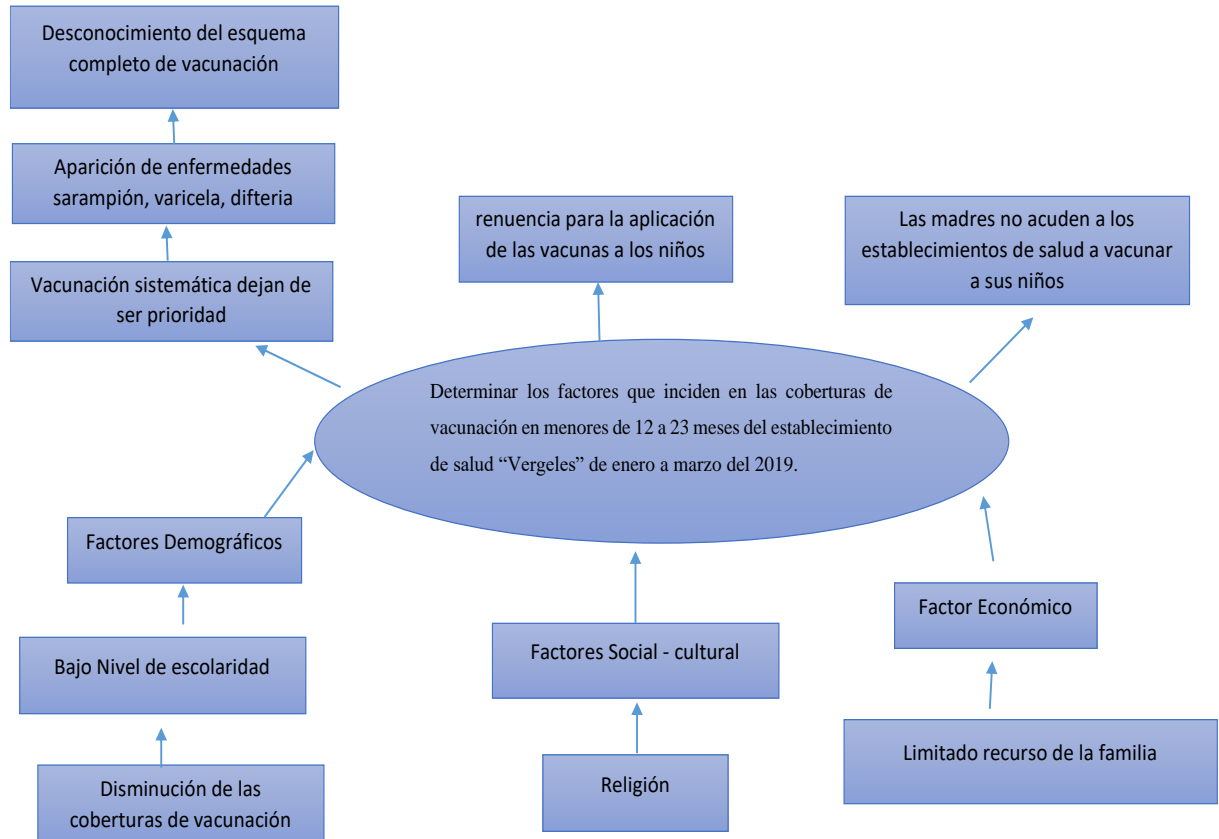 Desconocimiento del esquema
completo de vacunación
Aparición de enfermedades
sarampión, varicela, difteria
Vacunación sistemática dejan de
ser prioridad
renuencia para la aplicación
de las vacunas a los niños
Las madres no acuden a los
establecimientos de salud a vacunar
a sus niños
Determinar los factores que inciden en las coberturas de
vacunación en menores de 12 a 23 meses del establecimiento
de salud “Vergeles” de enero a marzo del 2019.
Factores Demográficos
Bajo Nivel de escolaridad
Disminución de las
coberturas de vacunación
Factores Social - cultural
Religión
Factor Económico
Limitado recurso de la familia